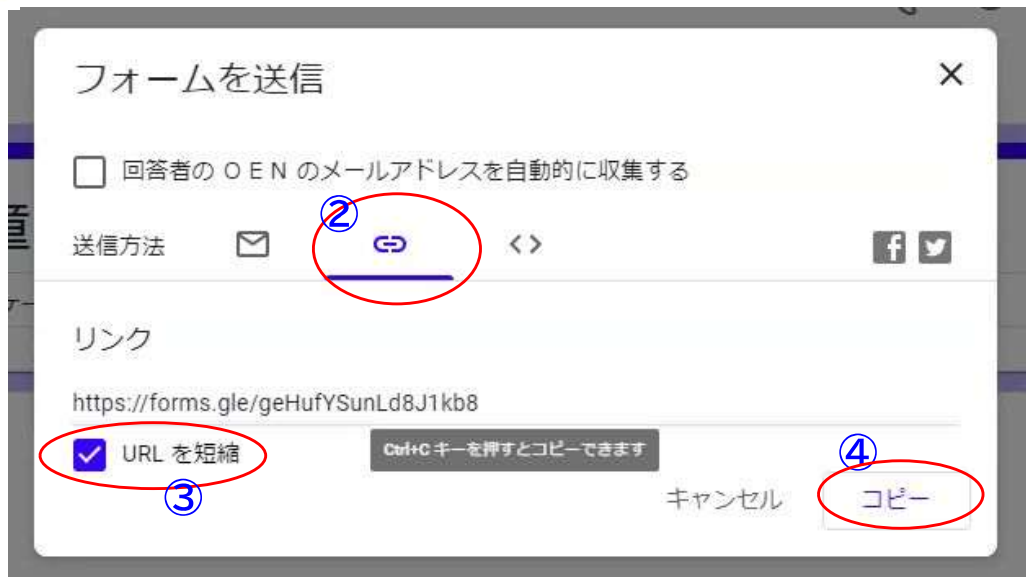 フォームを送信
回答者の ＯＥＮ のメールアドレスを自動的に収集する
②
送信方法
リンク
https://forms.gle/geHufYSunLd8J1kb8
URL を短縮
③
Ctrl+C キーを押すとコピーできます
④
キャンセル
コピー